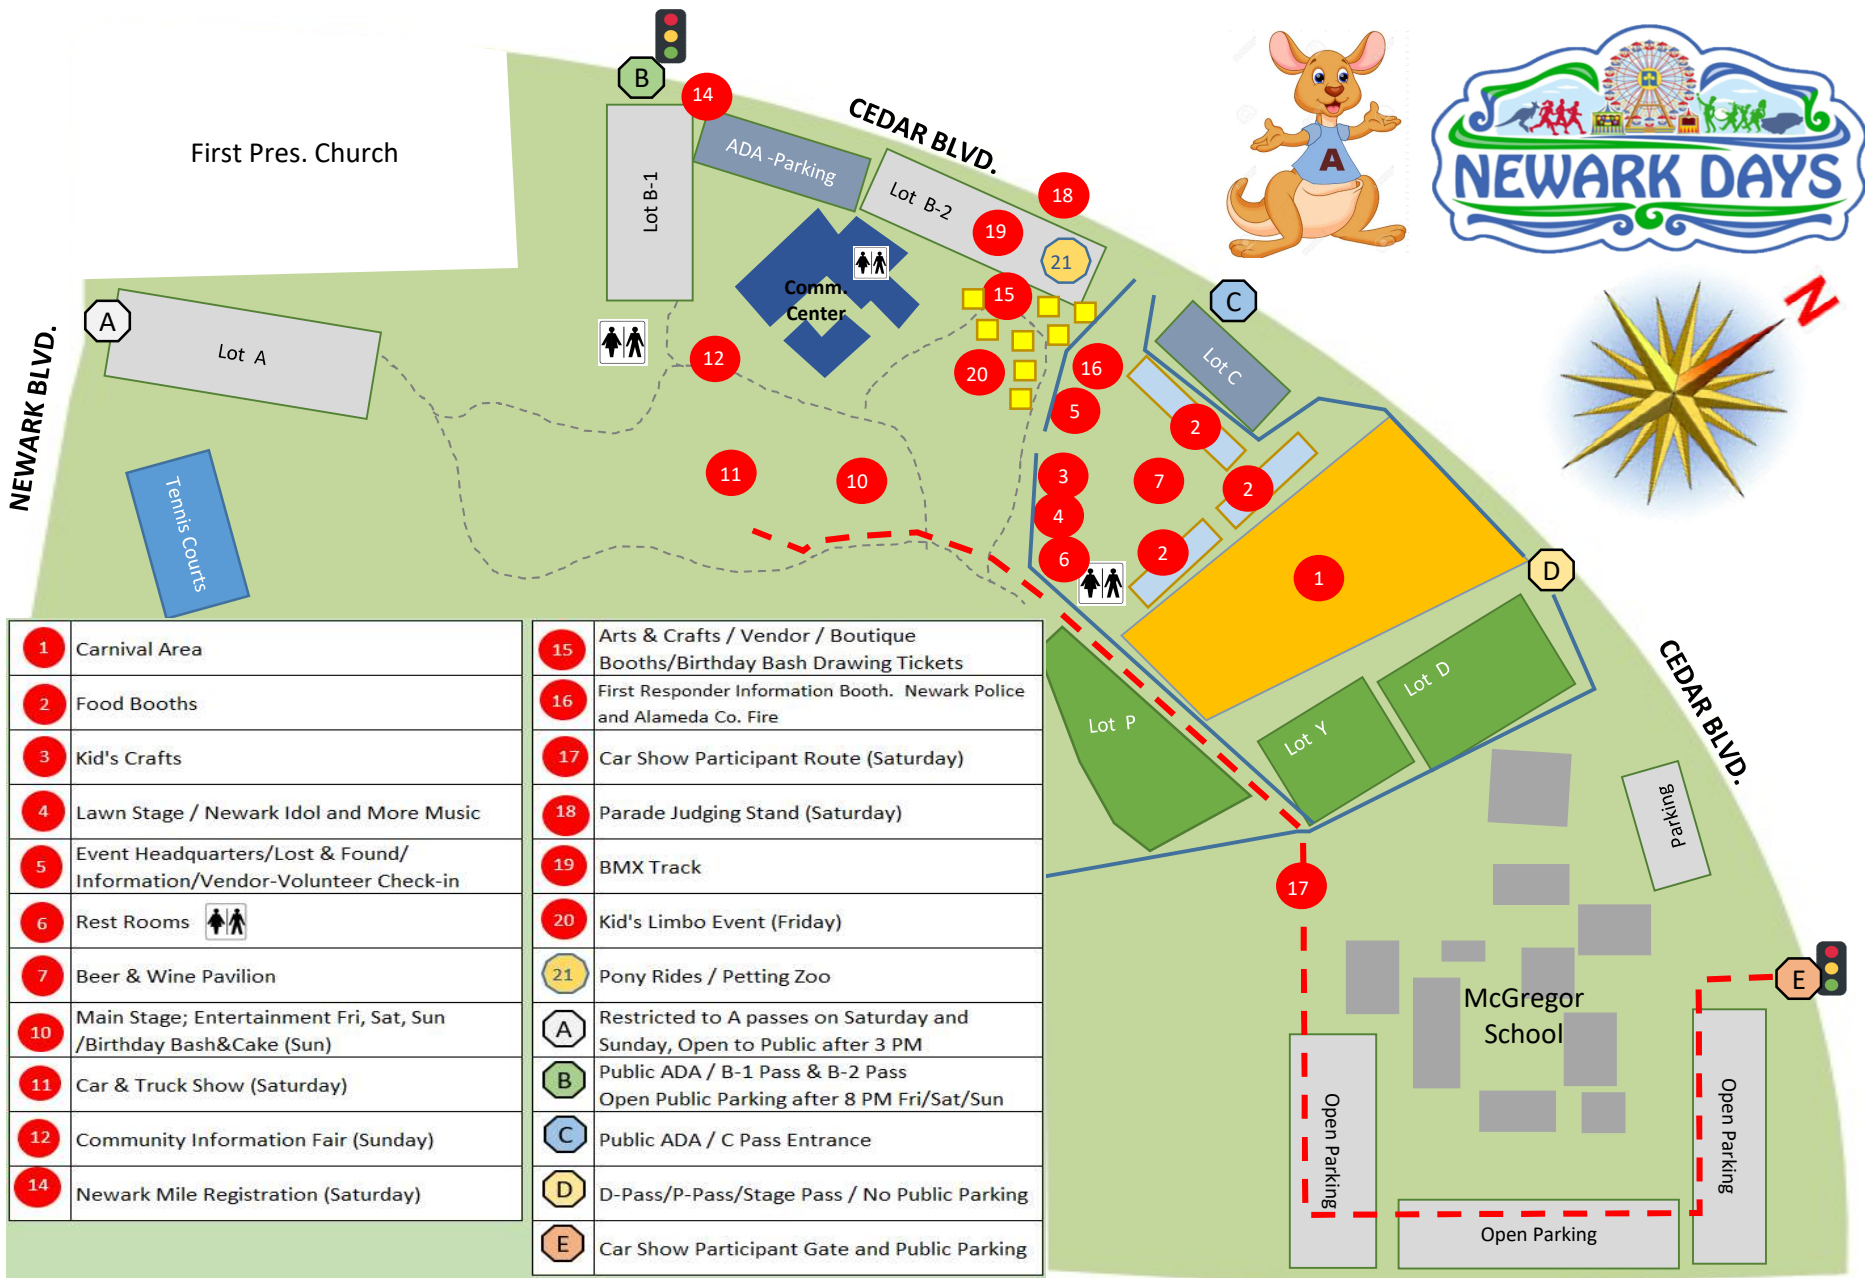 B
14
First Pres. Church
CEDAR BLVD.
ADA -Parking
Lot B-1
Lot B-2
18
19
21
A
NEWARK DAYS
N
Comm.
Center
15
C
Lot C
A
Lot A
NEWARK BLVD.
12
20
16
5
2
11
10
3
7
2
4
6
2
1
D
Tennis Courts
Lot P
Lot Y
Lot D
CEDAR BLVD.
Parking
17
McGregor
School
E
Open Parking
Open Parking
Open Parking
1 Carnival Area
2 Food Booths
3 Kid's Crafts
4 Lawn Stage / Newark Idol and More Music
5 Event Headquarters/Lost & Found/
Information/Vendor-Volunteer Check-in
6 Rest Rooms
7 Beer & Wine Pavilion
10 Main Stage; Entertainment Fri, Sat, Sun
/Birthday Bash&Cake (Sun)
11 Car & Truck Show (Saturday)
12 Community Information Fair (Sunday)
14 Newark Mile Registration (Saturday)
15 Arts & Crafts / Vendor / Boutique
Booths/Birthday Bash Drawing Tickets
16 First Responder Information Booth. Newark Police
and Alameda Co. Fire
17 Car Show Participant Route (Saturday)
18 Parade Judging Stand (Saturday)
19 BMX Track
20 Kid's Limbo Event (Friday)
21 Pony Rides / Petting Zoo
A Restricted to A passes on Saturday and
Sunday, Open to Public after 3 PM
B Public ADA / B-1 Pass & B-2 Pass
Open Public Parking after 8 PM Fri/Sat/Sun
C Public ADA / C Pass Entrance
D D-Pass/P-Pass/Stage Pass / No Public Parking
E Car Show Participant Gate and Public Parking